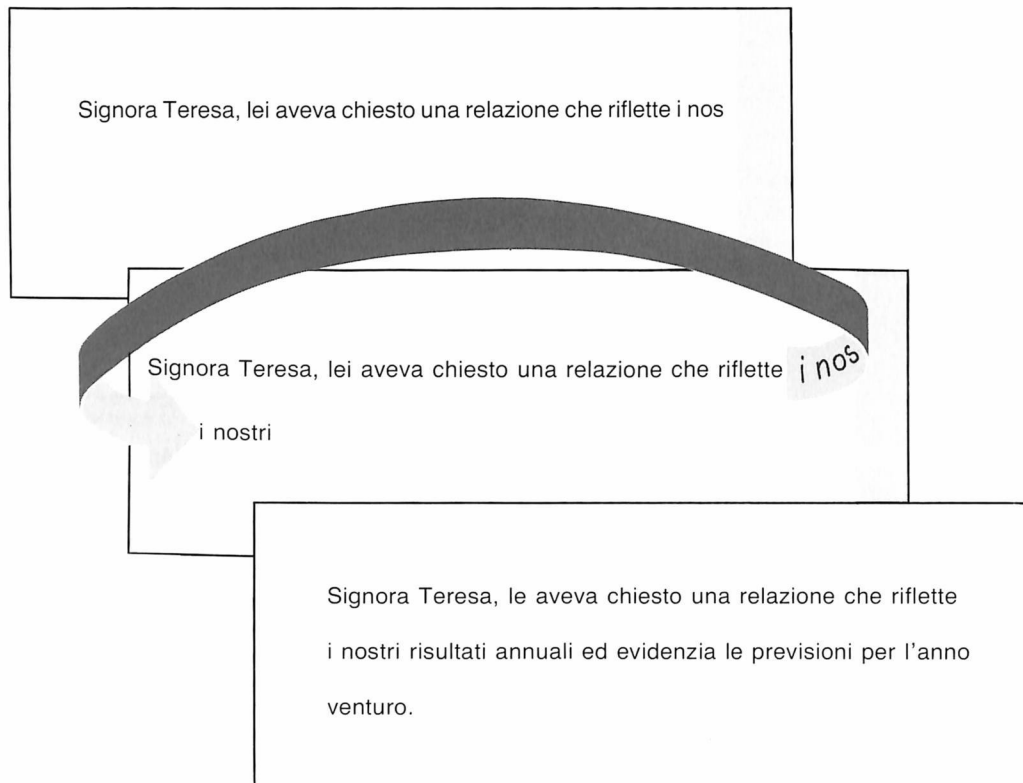 Signora Teresa, lei aveva chiesto una relazione che riflette i nos
Signora Teresa, lei aveva chiesto una relazione che riflette i nos
i nostri
Signora Teresa, le aveva chiesto una relazione che riflette
i nostri risultati annuali ed evidenzia le previsioni per l'anno
venturo.